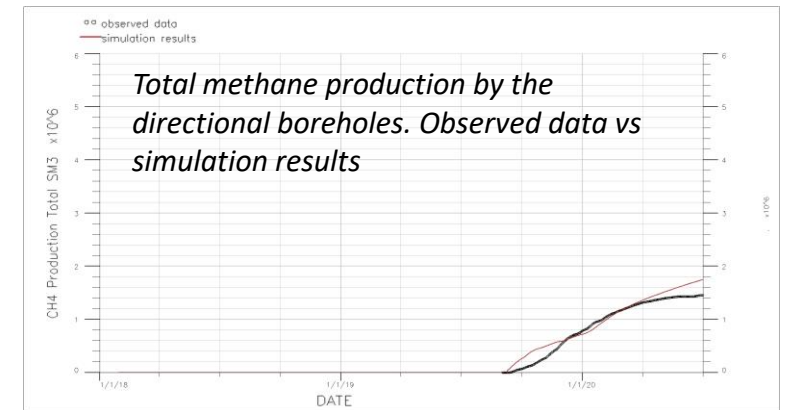 observed data
simulation results
Total methane production by the
directional boreholes. Observed data vs
simulation results
CH4 Production Total SM3 x10^6
6
5
4
3
2
1
0
6
5
4
3
2
1
0
x10^6
1/1/18
1/1/19
1/1/20
DATE